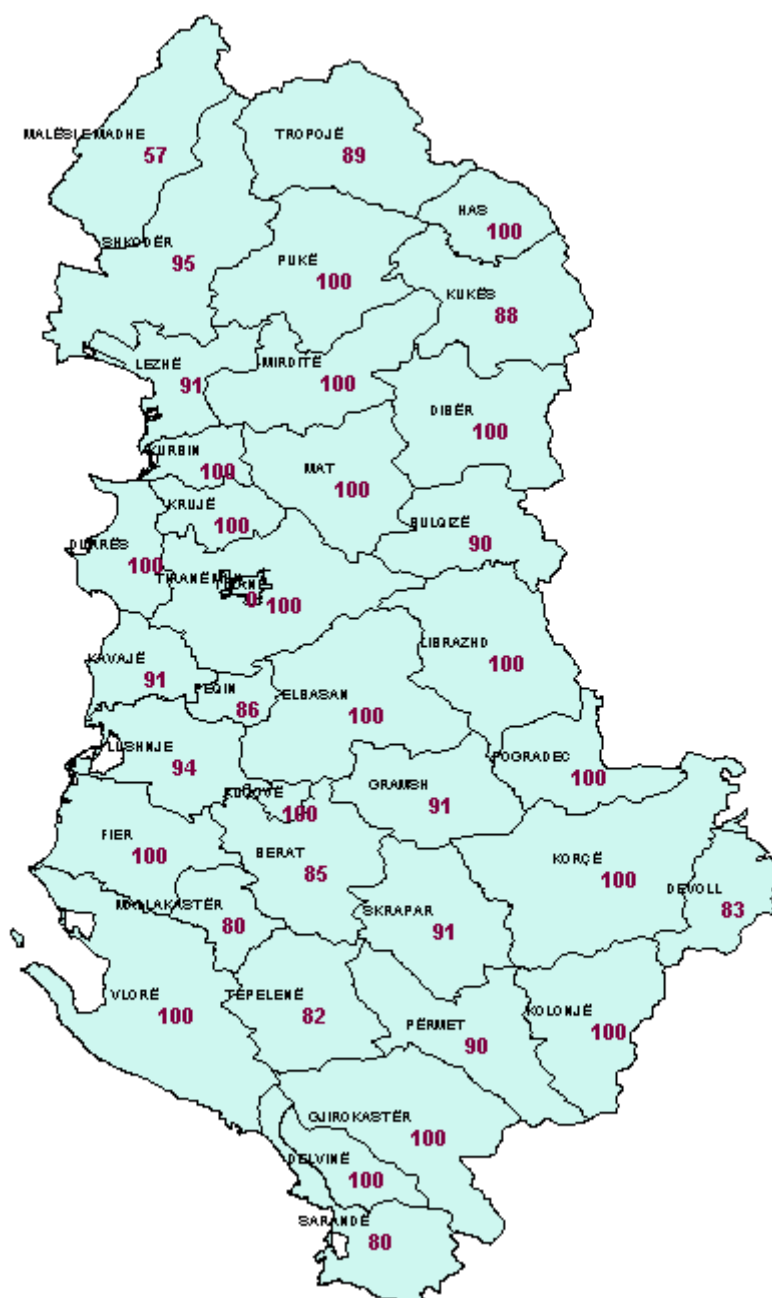 MALËSI E MADHE
57
TROPOJË
89
HAS
100
SHKODËR
95
PUKË
100
KUKËS
88
LEZHË
91
MIRDITË
100
DIBËR
100
KURBIN
100
MAT
100
KRUJË
100
BULQIZË
90
DURRËS
100
0
100
LIBRAZHD
100
KAVAJË
91
PEQIN
86
ELBASAN
100
LUSHNJE
94
POGRADEC
100
GRAMSH
91
KUÇOVË
100
FIER
100
BERAT
85
KORÇË
100
DEVOLL
83
MALLAKASTËR
80
SKRAPAR
91
VLORË
100
TEPELENË
82
PËRMET
90
KOLONJË
100
GJIROKASTËR
100
DELVINË
100
SARANDË
80